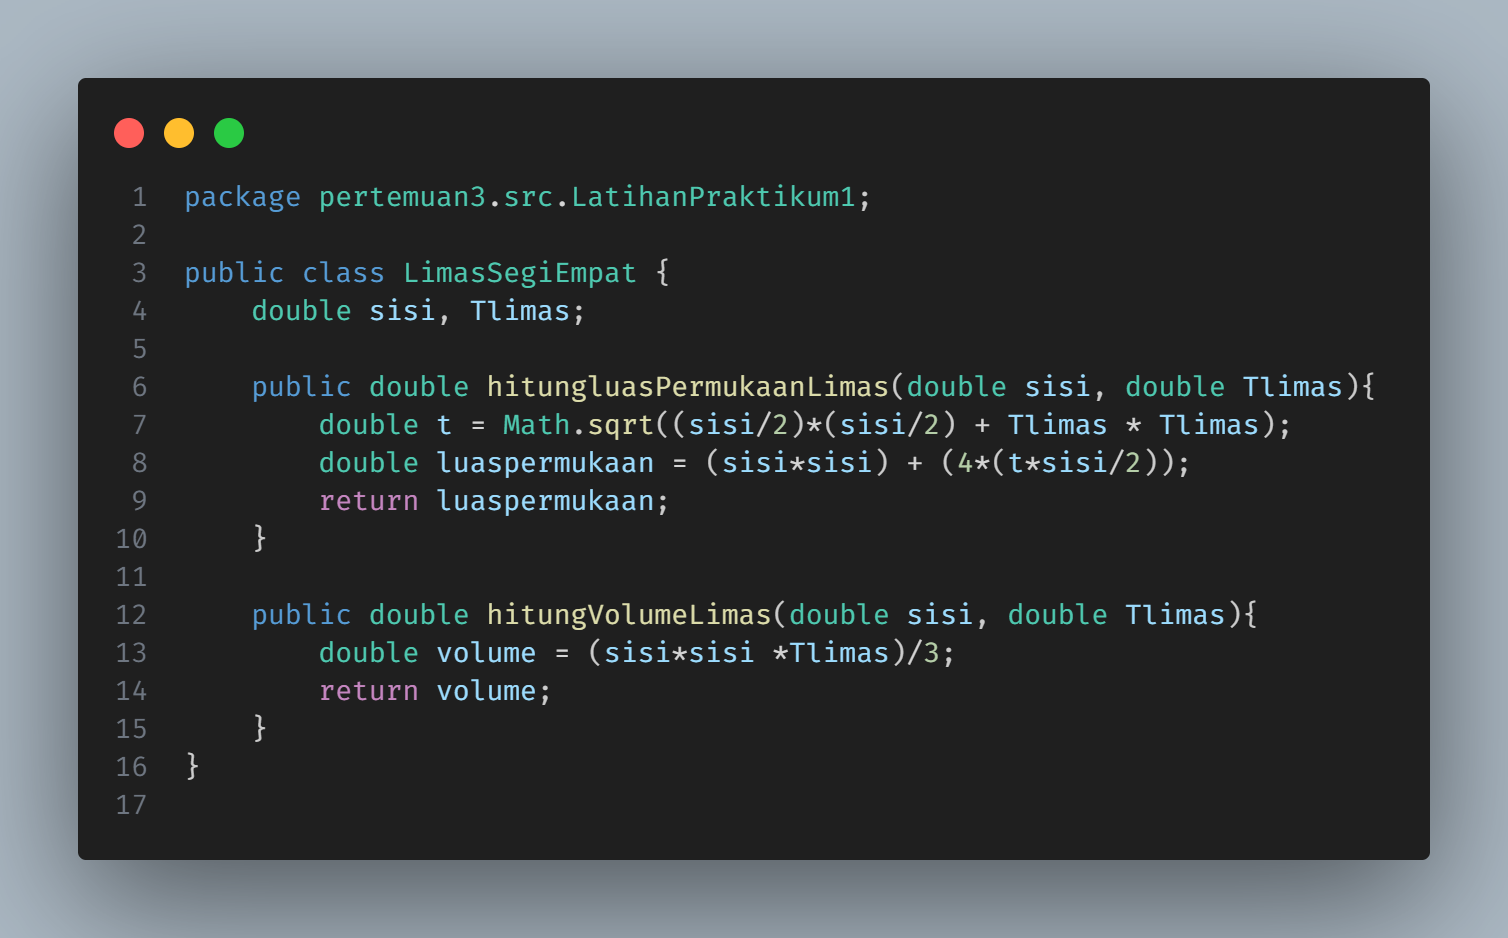 1 package pertemuan3.src.LatihanPraktikum1;
2
3 public class LimasSegiEmpat {
4     double sisi, Tlimas;
5
6     public double hitungluasPermukaanLimas(double sisi, double Tlimas){
7         double t = Math.sqrt((sisi/2)*(sisi/2) + Tlimas * Tlimas);
8         double luaspermukaan = (sisi*sisi) + (4*(t*sisi/2));
9         return luaspermukaan;
10     }
11
12     public double hitungVolumeLimas(double sisi, double Tlimas){
13         double volume = (sisi*sisi *Tlimas)/3;
14         return volume;
15     }
16 }
17